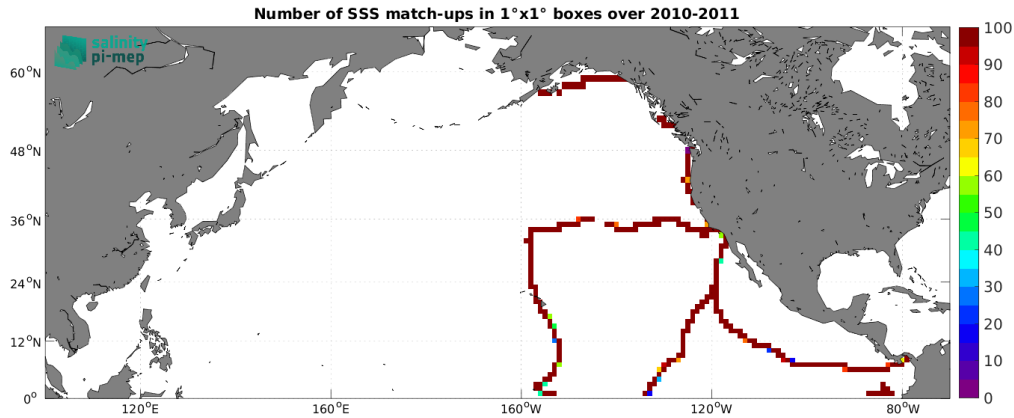 Number of SSS match-ups in 1°x1° boxes over 2010-2011
salinity
pi-mep
60°N
48°N
36°N
24°N
12°N
0°
120°E
160°E
160°W
120°W
80°W
100
90
80
70
60
50
40
30
20
10
0